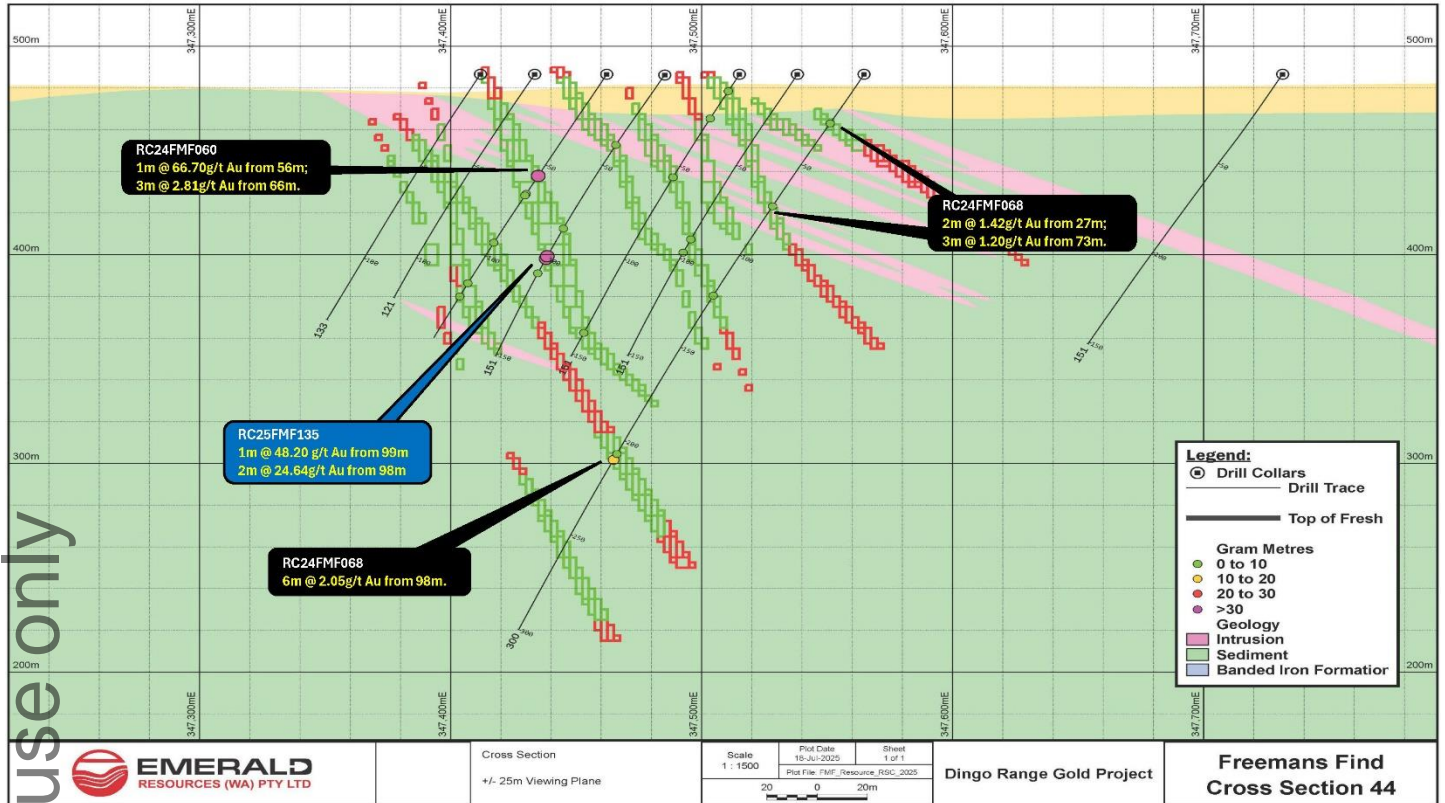 347,300mE
347,400mE
347,500mE
347,600mE
347,700mE
500m
500m
RC24FMF060
1m @ 66.70g/t Au from 56m;
3m @ 2.81g/t Au from 66m.
RC24FMF068
2m @ 1.42g/t Au from 27m;
3m @ 1.20g/t Au from 73m.
400m
400m
133
121
151
151
151
151
300
RC25FMF135
1m @ 48.20 g/t Au from 99m
2m @ 24.64g/t Au from 98m
300m
300m
RC24FMF068
6m @ 2.05g/t Au from 98m.
200m
200m
Legend:
Drill Collars
Drill Trace
Top of Fresh
Gram Metres
0 to 10
10 to 20
20 to 30
>30
Geology
Intrusion
Sediment
Banded Iron Formation
347,300mE
347,400mE
347,500mE
347,600mE
347,700mE
use only
EMERALD
RESOURCES (WA) PTY LTD
Cross Section
+/- 25m Viewing Plane
Scale
1 : 1500
Plot Date
18-Jul-2025
Sheet
1 of 1
Plot File: FMF_Resource_RSC_2025
20 0 20m
Dingo Range Gold Project
Freemans Find
Cross Section 44